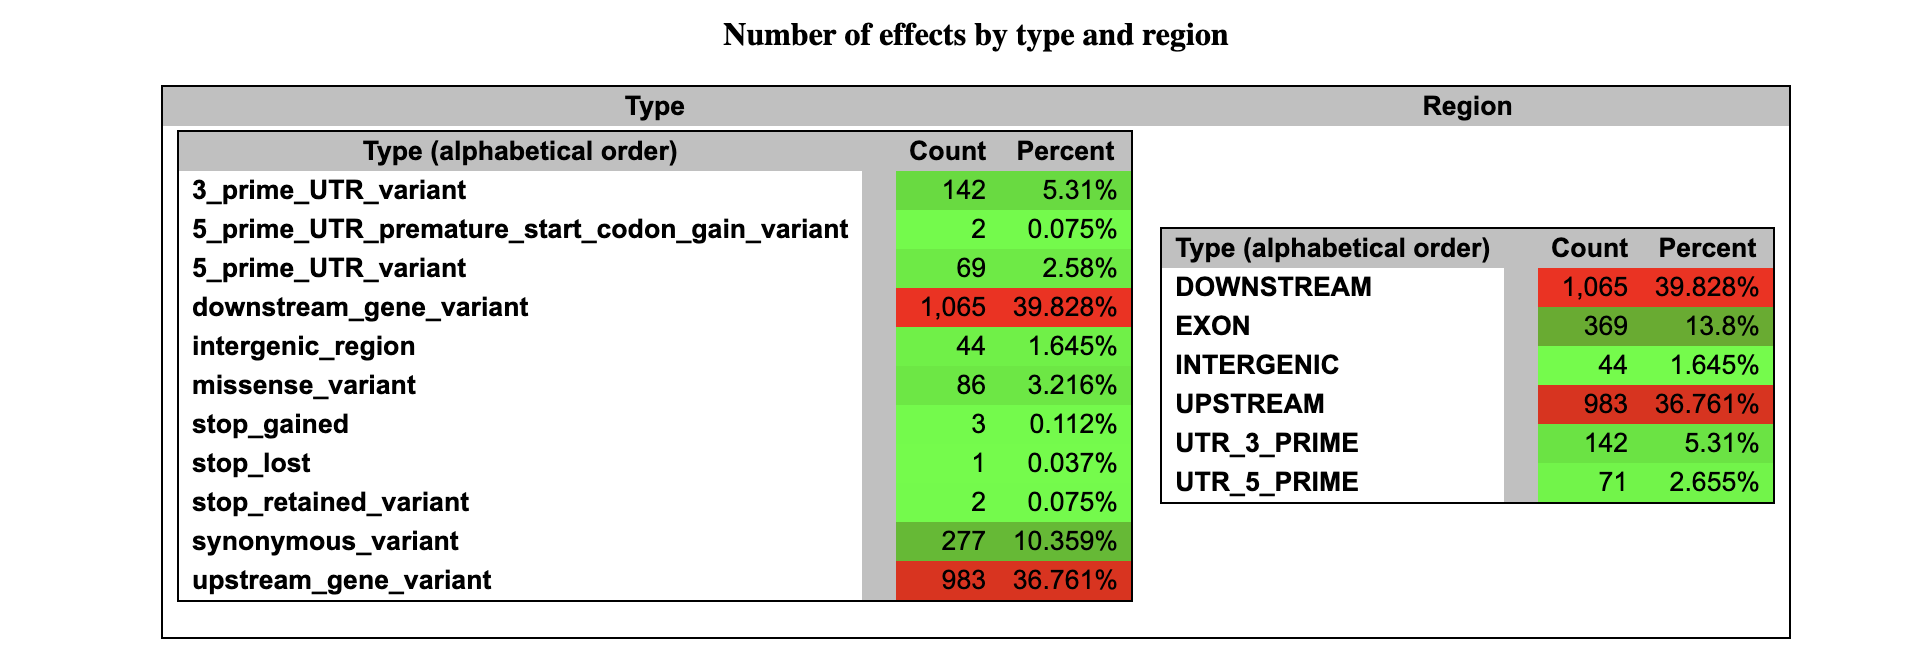 Number of effects by type and region
Type Region
Type (alphabetical order) Count Percent
3_prime_UTR_variant 142 5.31%
5_prime_UTR_premature_start_codon_gain_variant 2 0.075%
5_prime_UTR_variant 69 2.58%
downstream_gene_variant 1,065 39.828%
intergenic_region 44 1.645%
missense_variant 86 3.216%
stop_gained 3 0.112%
stop_lost 1 0.037%
stop_retained_variant 2 0.075%
synonymous_variant 277 10.359%
upstream_gene_variant 983 36.761%
Type (alphabetical order) Count Percent
DOWNSTREAM 1,065 39.828%
EXON 369 13.8%
INTERGENIC 44 1.645%
UPSTREAM 983 36.761%
UTR_3_PRIME 142 5.31%
UTR_5_PRIME 71 2.655%